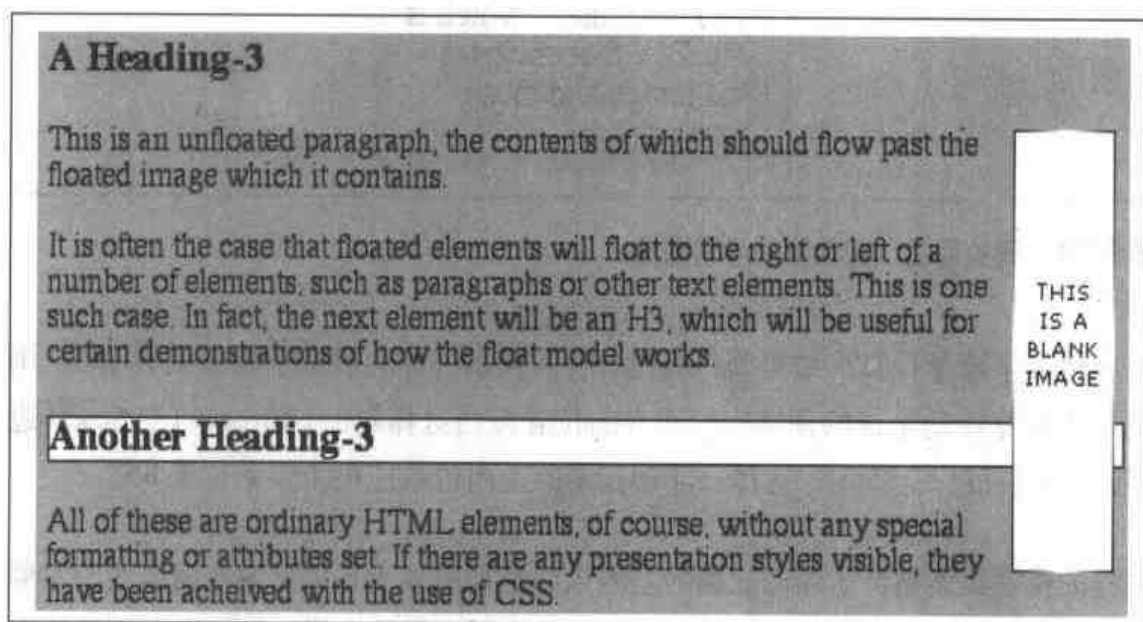 A Heading-3
This is an unfloated paragraph, the contents of which should flow past the
floated image which it contains.
It is often the case that floated elements will float to the right or left of a
number of elements, such as paragraphs or other text elements. This is one
such case. In fact, the next element will be an H3, which will be useful for
certain demonstrations of how the float model works.
THIS
IS A
BLANK
IMAGE
Another Heading-3
All of these are ordinary HTML elements, of course, without any special
formatting or attributes set. If there are any presentation styles visible, they
have been acheived with the use of CSS.